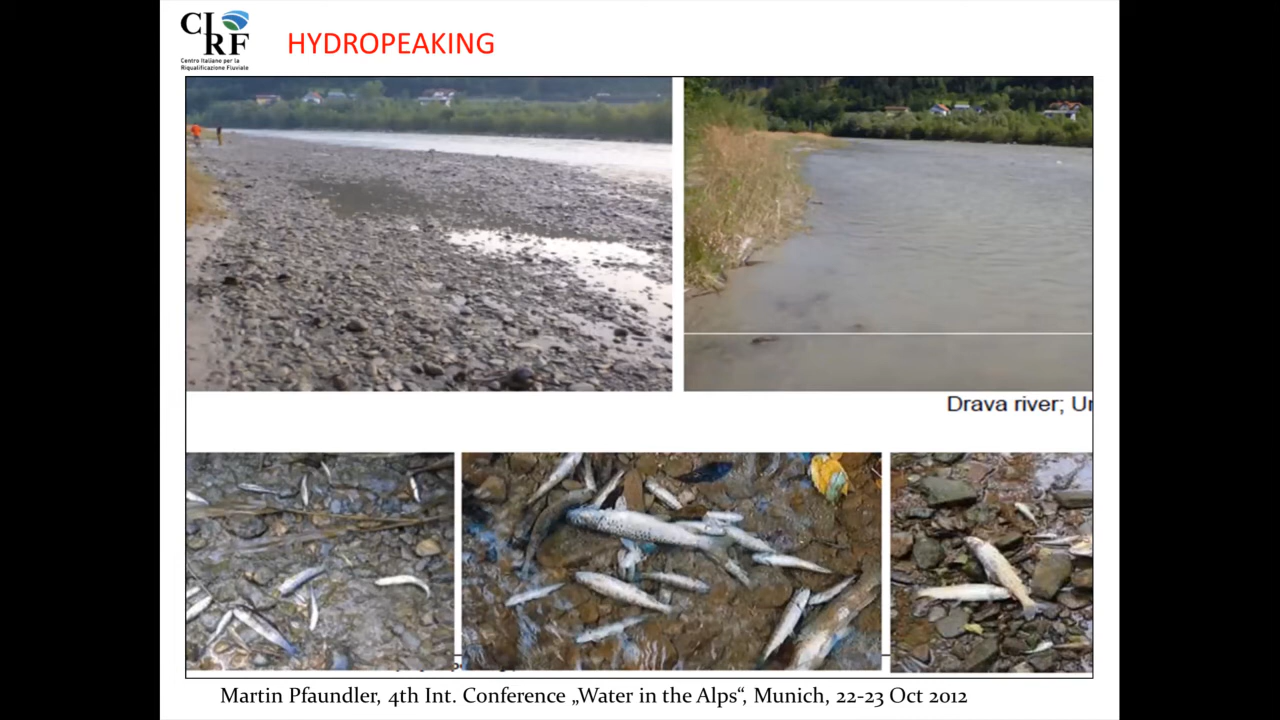 CIRF
Centro Italiano per la
Riqualificazione Fluviale
HYDROPEAKING
Drava river; Ur
Martin Pfaundler, 4th Int. Conference „Water in the Alps“, Munich, 22-23 Oct 2012